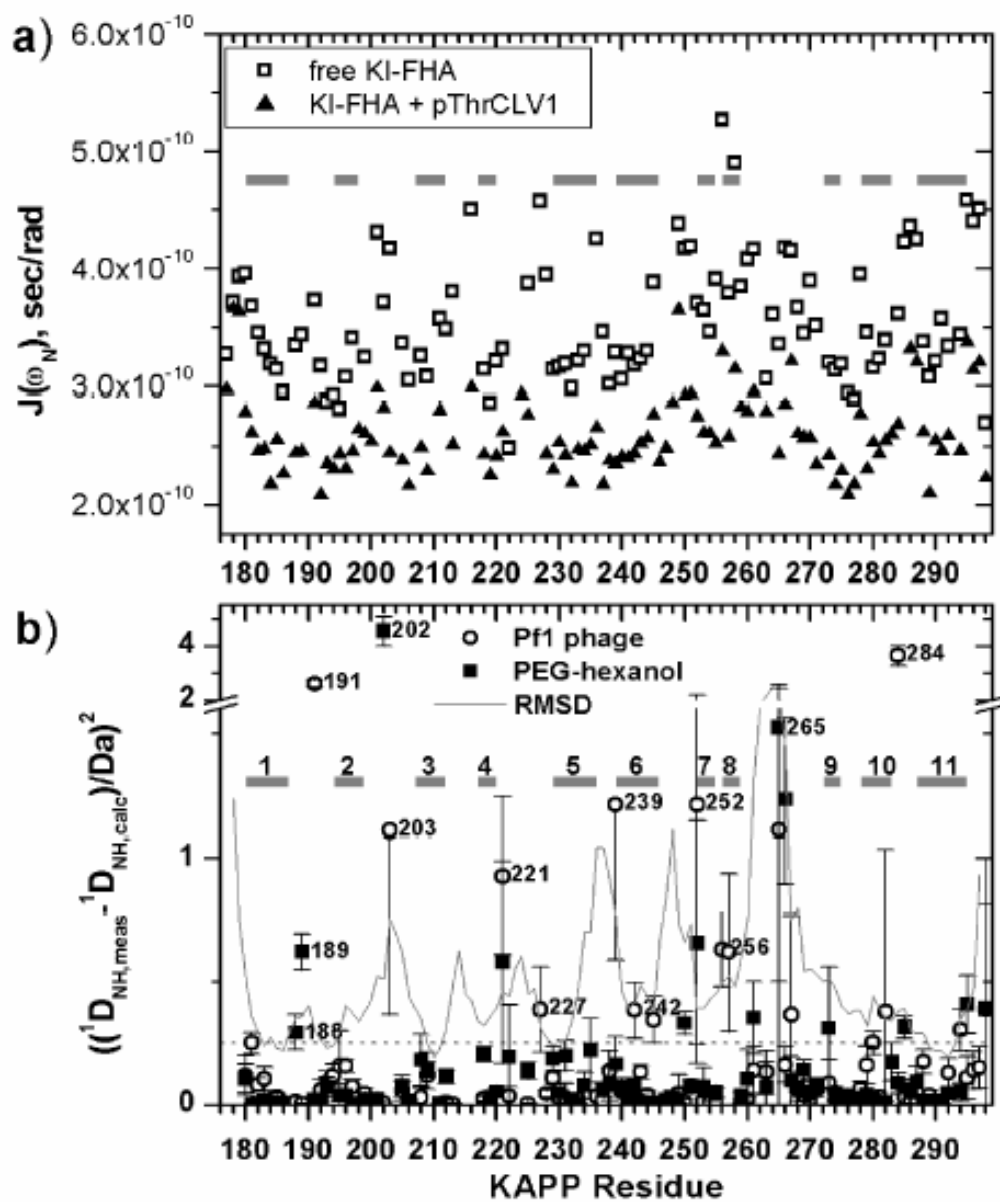 a)
6.0x10⁻¹⁰
5.0x10⁻¹⁰
4.0x10⁻¹⁰
3.0x10⁻¹⁰
2.0x10⁻¹⁰
J(ω_N), sec/rad
free KI-FHA
KI-FHA + pThrCLV1
180 190 200 210 220 230 240 250 260 270 280 290
b)
4
2
1
0
((¹D_NH,meas-¹D_NH,calc)/Da)²
Pf1 phage
PEG-hexanol
RMSD
202
191
284
265
1 2 3 4 5 6 7 8 9 10 11
203
239
252
221
189
256
188
227
242
180 190 200 210 220 230 240 250 260 270 280 290
KAPP Residue